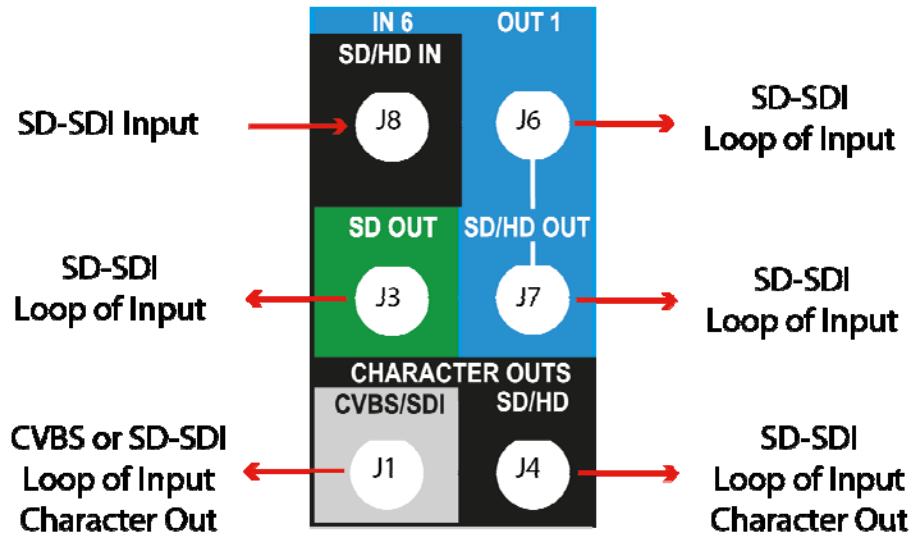 IN 6
OUT 1
SD/HD IN
SD-SDI Input
J8
J6
SD-SDI
Loop of Input
SD OUT
SD/HD OUT
SD-SDI
Loop of Input
J3
J7
SD-SDI
Loop of Input
CHARACTER OUTS
CVBS/SDI
SD/HD
CVBS or SD-SDI
Loop of Input
Character Out
J1
J4
SD-SDI
Loop of Input
Character Out